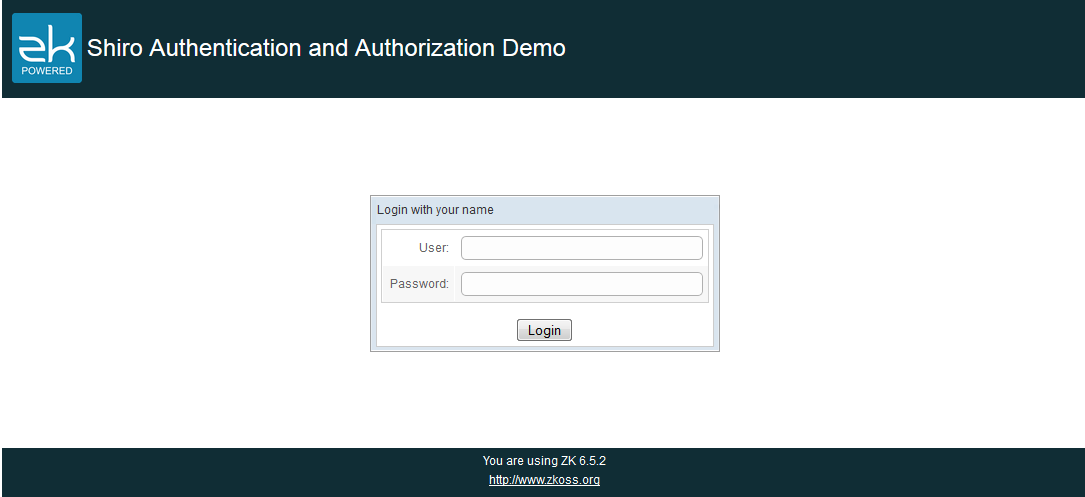 zk
POWERED
Shiro Authentication and Authorization Demo
Login with your name
User:
Password:
Login
You are using ZK 6.5.2
http://www.zkoss.org